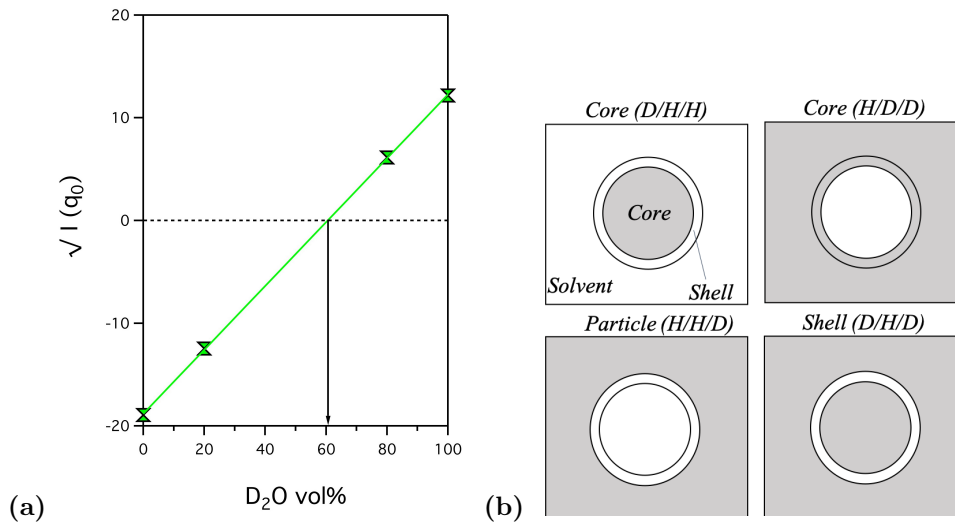 20
10
0
-10
-20
√ I (q₀)
0
20
40
60
80
100
D₂O vol%
(a)
Core (D/H/H)
Core (H/D/D)
Core
Solvent
Shell
Particle (H/H/D)
Shell (D/H/D)
(b)